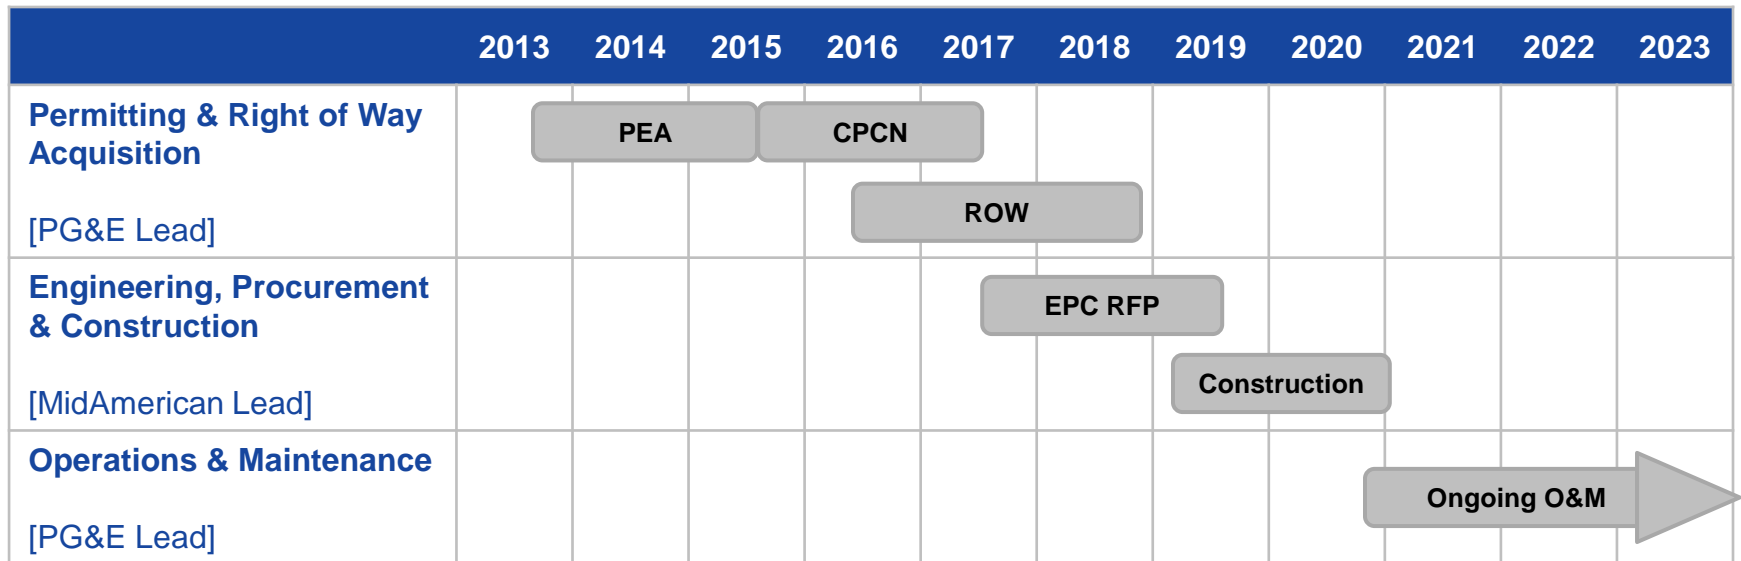 2013 2014 2015 2016 2017 2018 2019 2020 2021 2022 2023
Permitting & Right of Way
Acquisition
[PG&E Lead]
PEA
CPCN
ROW
Engineering, Procurement
& Construction
[MidAmerican Lead]
EPC RFP
Construction
Operations & Maintenance
[PG&E Lead]
Ongoing O&M